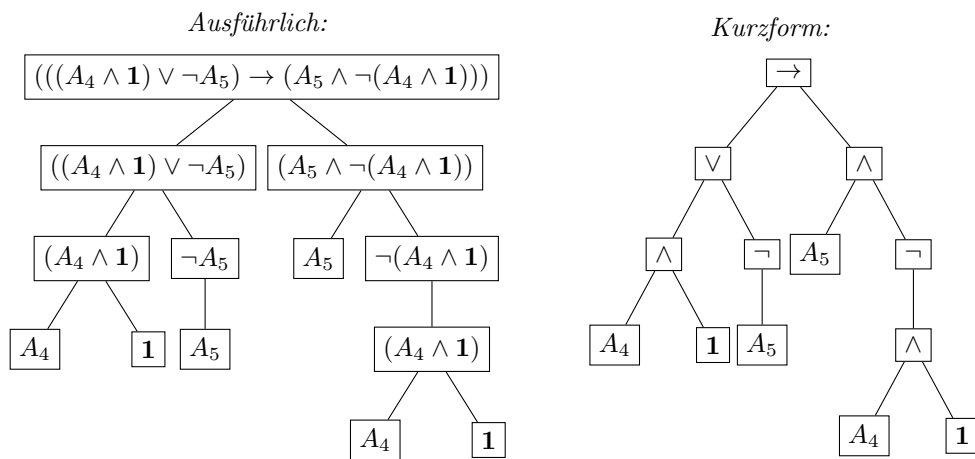 Ausführlich:
Kurzform:
(((A₄ ∧ 1) ∨ ¬A₅) → (A₅ ∧ ¬(A₄ ∧ 1)))
→
((A₄ ∧ 1) ∨ ¬A₅) (A₅ ∧ ¬(A₄ ∧ 1))
∨ ∧
(A₄ ∧ 1) ¬A₅ A₅ ¬(A₄ ∧ 1)
∧ ¬ A₅ ¬
A₄ 1 A₅ (A₄ ∧ 1)
A₄ 1 A₅ ∧
A₄ 1
A₄ 1